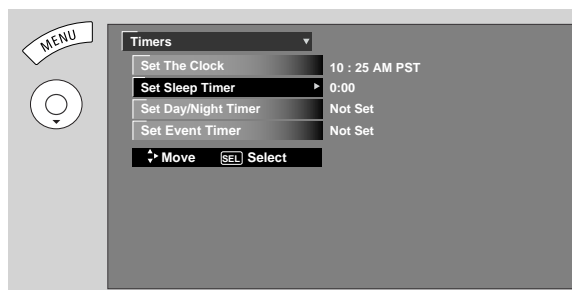 MENU
Timers
Set The Clock 10 : 25 AM PST
Set Sleep Timer 0:00
Set Day/Night Timer Not Set
Set Event Timer Not Set
Move SEL Select